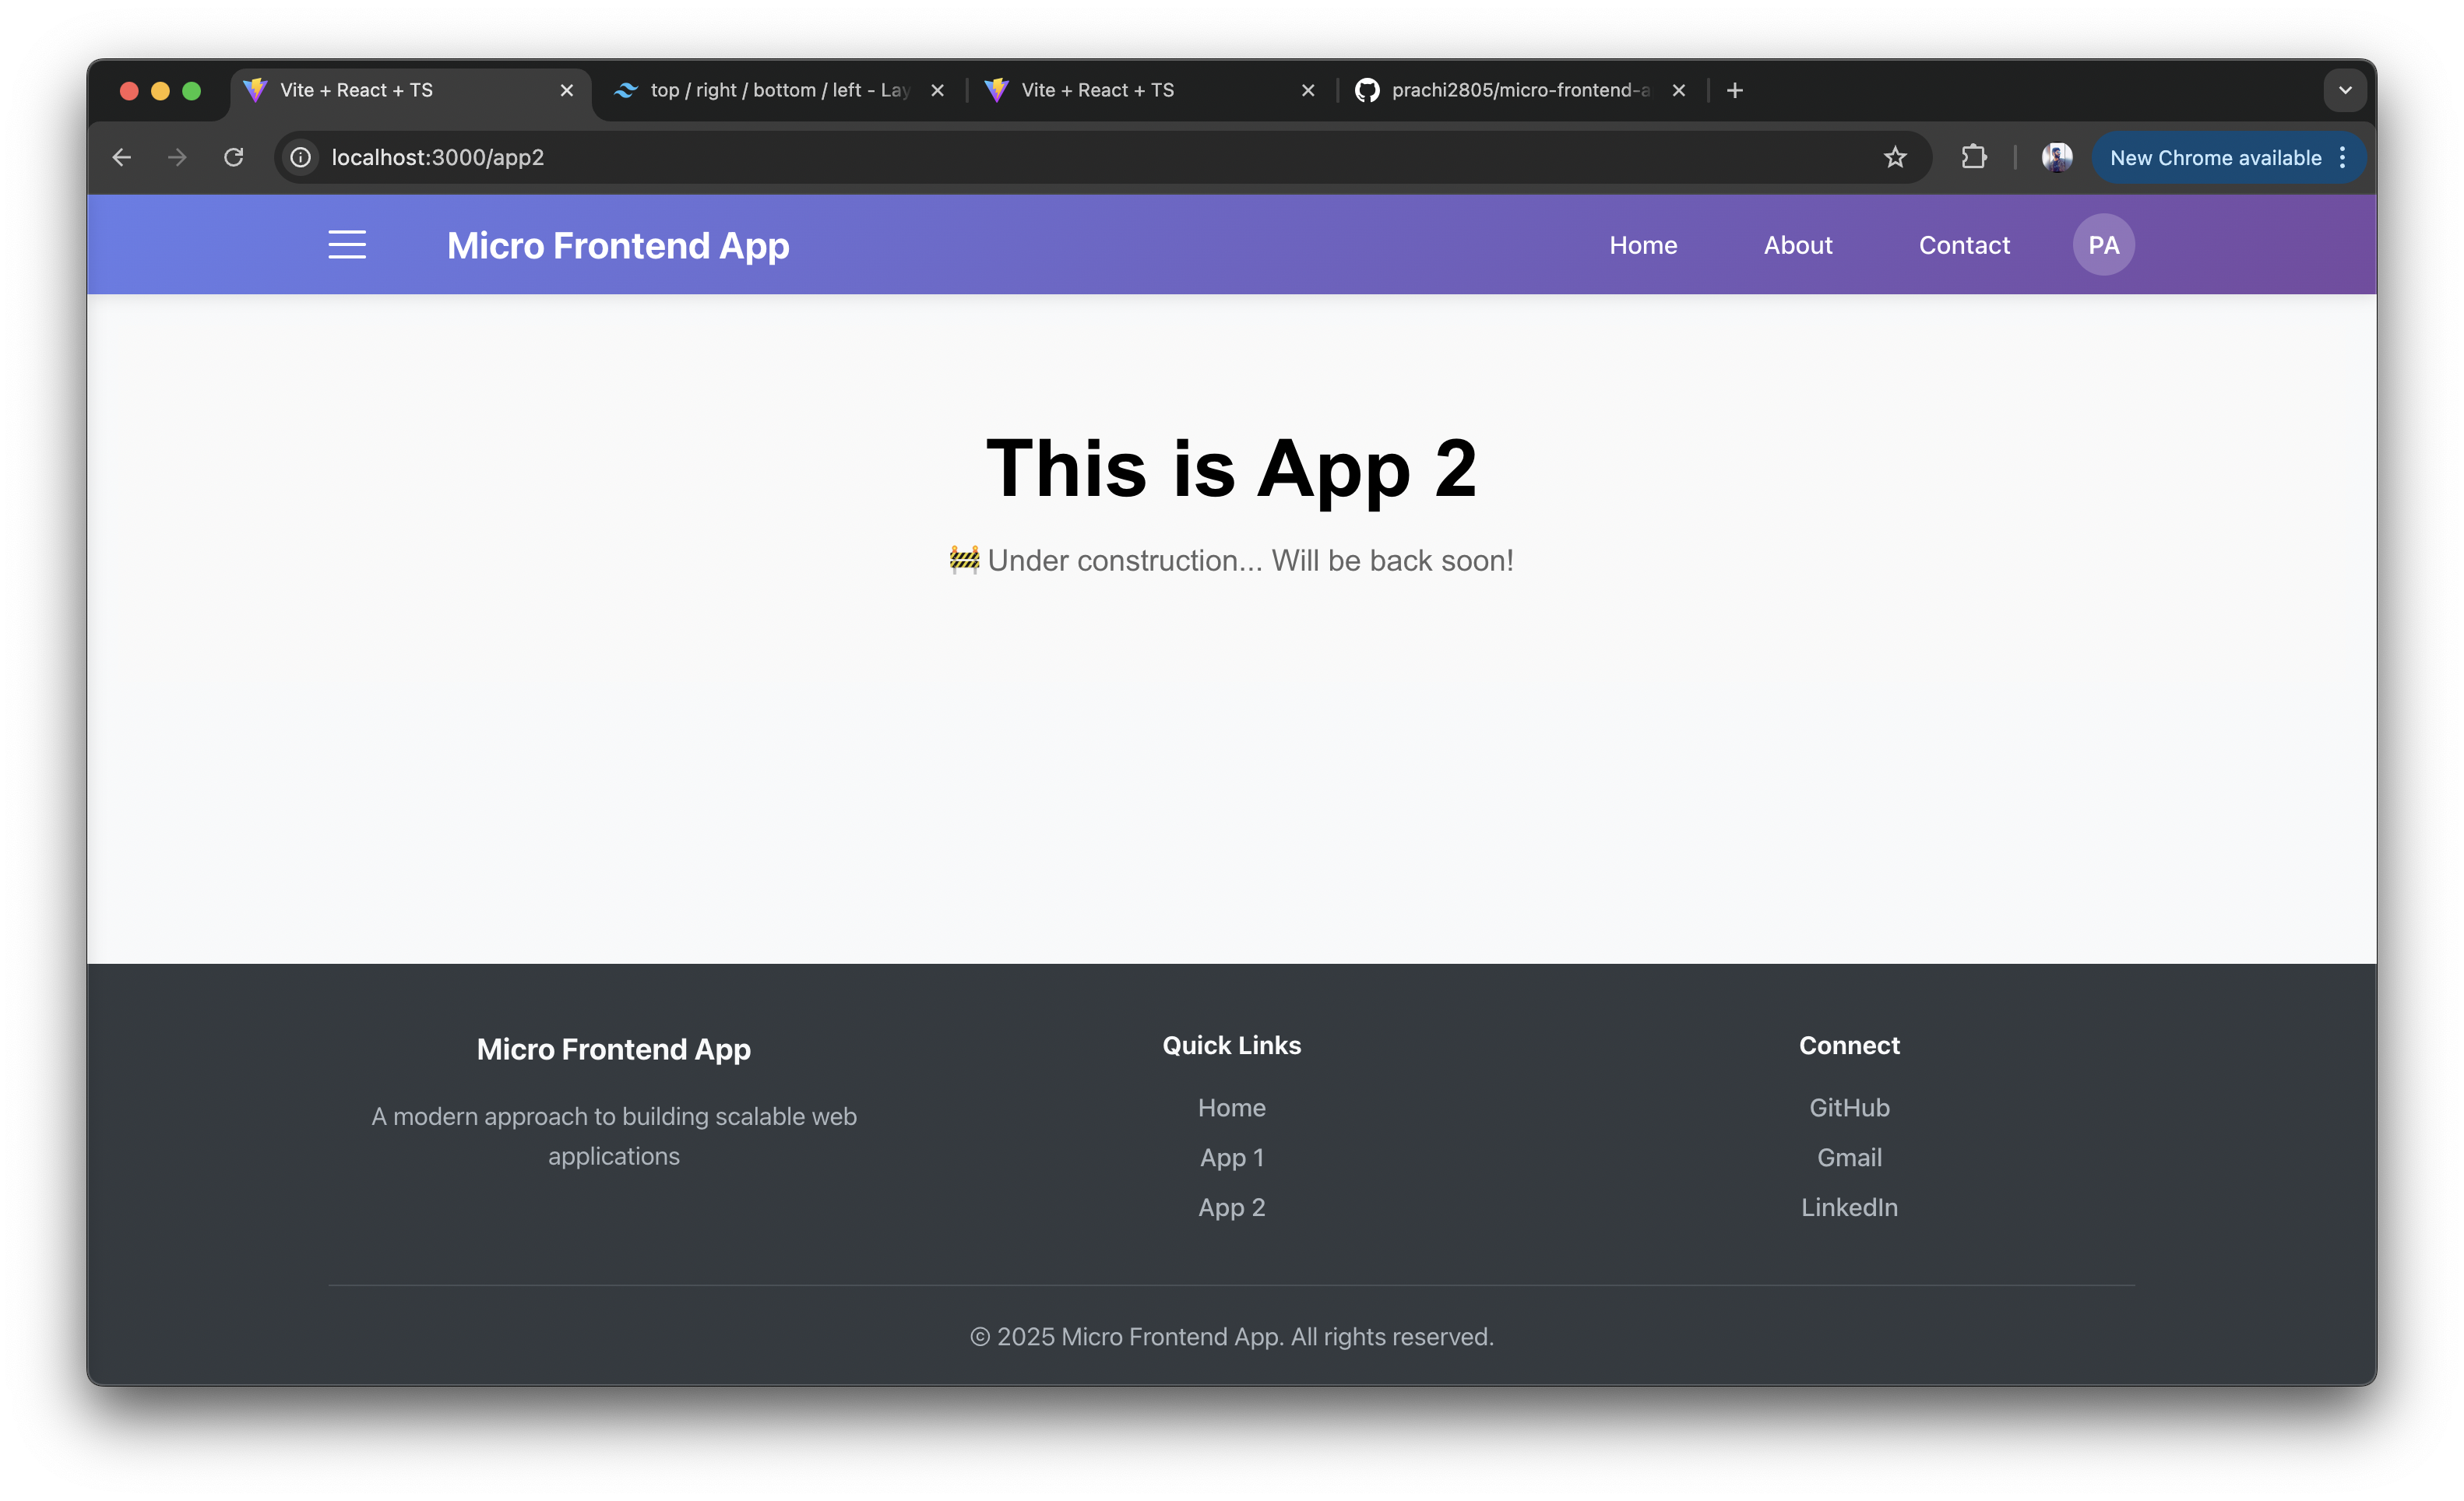 Vite + React + TS
top / right / bottom / left - Lay
Vite + React + TS
prachi2805/micro-frontend-a
localhost:3000/app2
New Chrome available
Micro Frontend App
Home
About
Contact
PA
This is App 2
🚧 Under construction... Will be back soon!
Micro Frontend App
A modern approach to building scalable web
applications
Quick Links
Home
App 1
App 2
Connect
GitHub
Gmail
LinkedIn
© 2025 Micro Frontend App. All rights reserved.